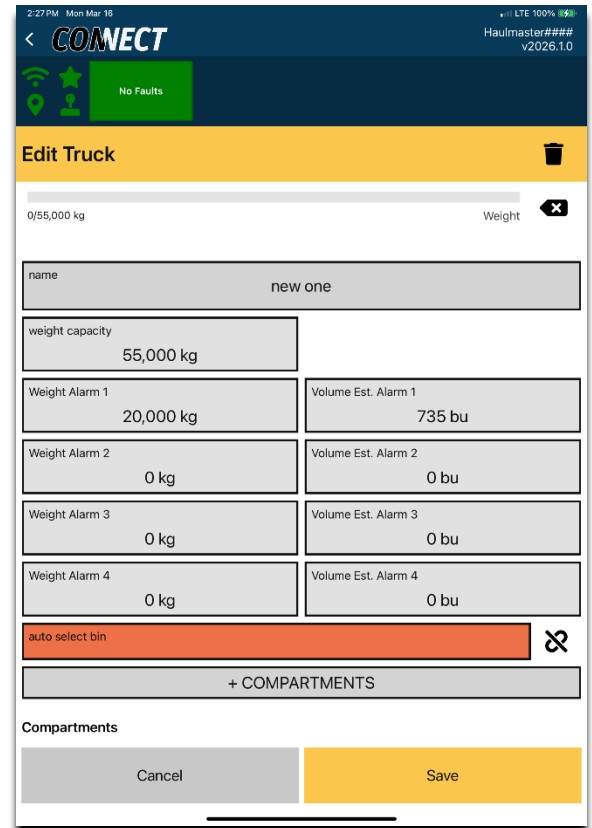 2:27 PM Mon Mar 16
LTE 100%
CONNECT
Haulmaster####
v2026.1.0
No Faults
Edit Truck
0/55,000 kg
Weight
name
new one
weight capacity
55,000 kg
Weight Alarm 1
20,000 kg
Volume Est. Alarm 1
735 bu
Weight Alarm 2
0 kg
Volume Est. Alarm 2
0 bu
Weight Alarm 3
0 kg
Volume Est. Alarm 3
0 bu
Weight Alarm 4
0 kg
Volume Est. Alarm 4
0 bu
auto select bin
+ COMPARTMENTS
Compartments
Cancel
Save